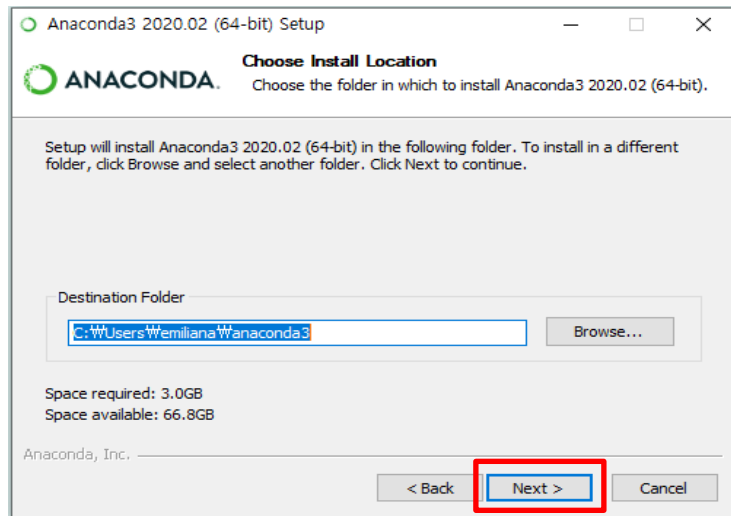 Anaconda3 2020.02 (64-bit) Setup
Choose Install Location
ANACONDA.
Choose the folder in which to install Anaconda3 2020.02 (64-bit).
Setup will install Anaconda3 2020.02 (64-bit) in the following folder. To install in a different
folder, click Browse and select another folder. Click Next to continue.
Destination Folder
C:₩Users₩emiliana₩anaconda3
Browse...
Space required: 3.0GB
Space available: 66.8GB
Anaconda, Inc.
< Back
Next >
Cancel